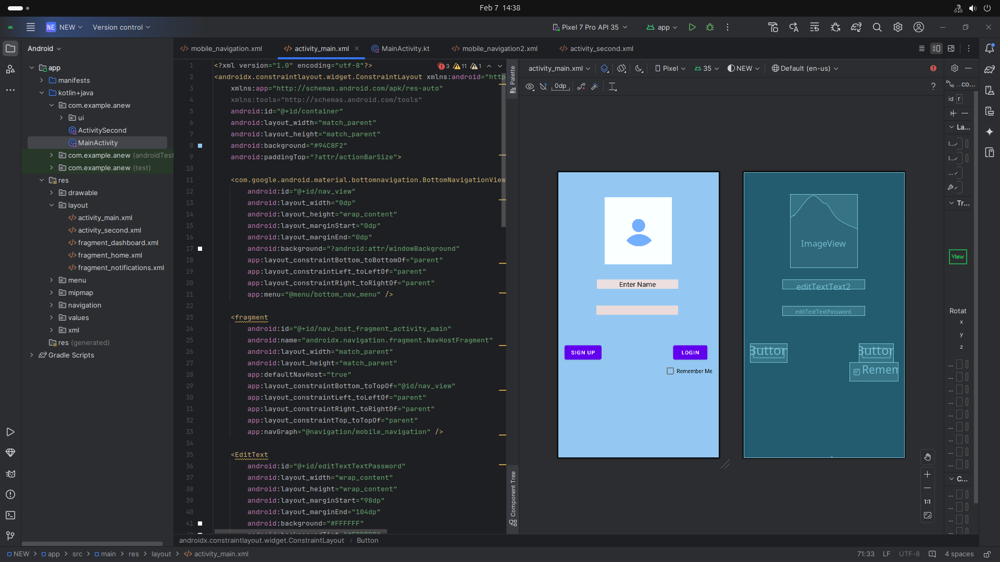 Feb 7 14:38
NE NEW Version control
Pixel 7 Pro API 35
app
Android
mobile_navigation.xml
activity_main.xml
MainActivity.kt
mobile_navigation2.xml
activity_second.xml
app
manifests
kotlin+java
com.example.anew
ui
ActivitySecond
MainActivity
com.example.anew (androidTest
com.example.anew (test)
res
drawable
layout
activity_main.xml
activity_second.xml
fragment_dashboard.xml
fragment_home.xml
fragment_notifications.xml
menu
mipmap
navigation
values
xml
res (generated)
Gradle Scripts
3 11 1
1 <?xml version="1.0" encoding="utf-8"?>
2 <androidx.constraintlayout.widget.ConstraintLayout xmlns:android="http
3 xmlns:app="http://schemas.android.com/apk/res-auto"
4 xmlns:tools="http://schemas.android.com/tools"
5 android:id="@+id/container"
6 android:layout_width="match_parent"
7 android:layout_height="match_parent"
8 android:background="#94C8F2"
9 android:paddingTop="?attr/actionBarSize">
10
11 <com.google.android.material.bottomnavigation.BottomNavigationView
12 android:id="@+id/nav_view"
13 android:layout_width="0dp"
14 android:layout_height="wrap_content"
15 android:layout_marginStart="0dp"
16 android:layout_marginEnd="0dp"
17 android:background="?android:attr/windowBackground"
18 app:layout_constraintBottom_toBottomOf="parent"
19 app:layout_constraintLeft_toLeftOf="parent"
20 app:layout_constraintRight_toRightOf="parent"
21 app:menu="@menu/bottom_nav_menu" />
22
23 <fragment
24 android:id="@+id/nav_host_fragment_activity_main"
25 android:name="androidx.navigation.fragment.NavHostFragment"
26 android:layout_width="match_parent"
27 android:layout_height="match_parent"
28 app:defaultNavHost="true"
29 app:layout_constraintBottom_toTopOf="@id/nav_view"
30 app:layout_constraintLeft_toLeftOf="parent"
31 app:layout_constraintRight_toRightOf="parent"
32 app:layout_constraintTop_toTopOf="parent"
33 app:navGraph="@navigation/mobile_navigation" />
34
35 <EditText
36 android:id="@+id/editTextTextPassword"
37 android:layout_width="wrap_content"
38 android:layout_height="wrap_content"
39 android:layout_marginStart="98dp"
40 android:layout_marginEnd="104dp"
41 android:background="#FFFFFF"
androidx.constraintlayout.widget.ConstraintLayout › Button
Palette
Component Tree
activity_main.xml
Pixel
35
NEW
Default (en-us)
0dp
?
Enter Name
SIGN UP
LOGIN
Remember Me
ImageView
editTextText2
editTextTextPassword
Button
Button
Remem
1:1
...co...
id r
La...
l...
l...
...
Tr...
View
Rotat
x
y
z
...
...
...
...
...
...
...
...
...
C...
...
...
...
...
NEW > app > src > main > res > layout > activity_main.xml
71:33 LF UTF-8 4 spaces